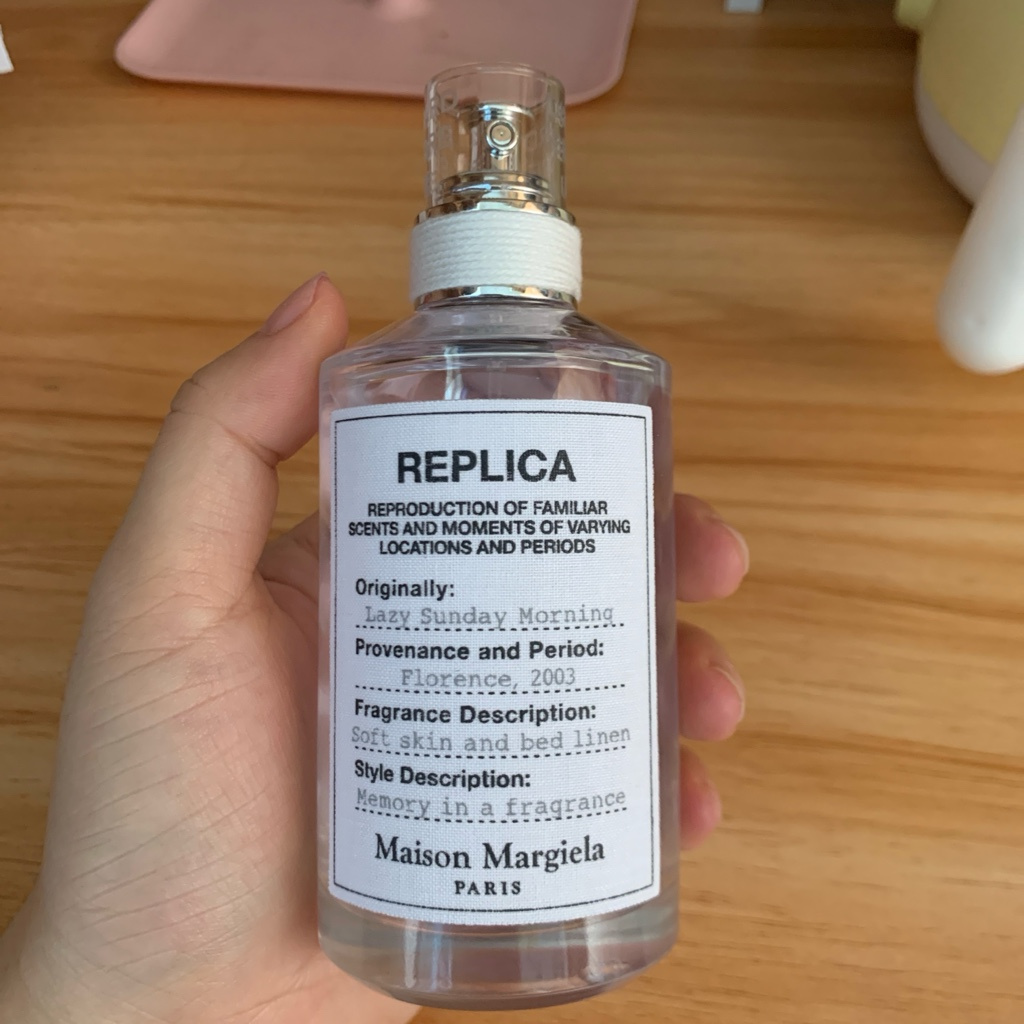 REPLICA
REPRODUCTION OF FAMILIAR
SCENTS AND MOMENTS OF VARYING
LOCATIONS AND PERIODS
Originally:
Lazy Sunday Morning
Provenance and Period:
Florence, 2003
Fragrance Description:
Soft skin and bed linen
Style Description:
Memory in a fragrance
Maison Margiela
PARIS